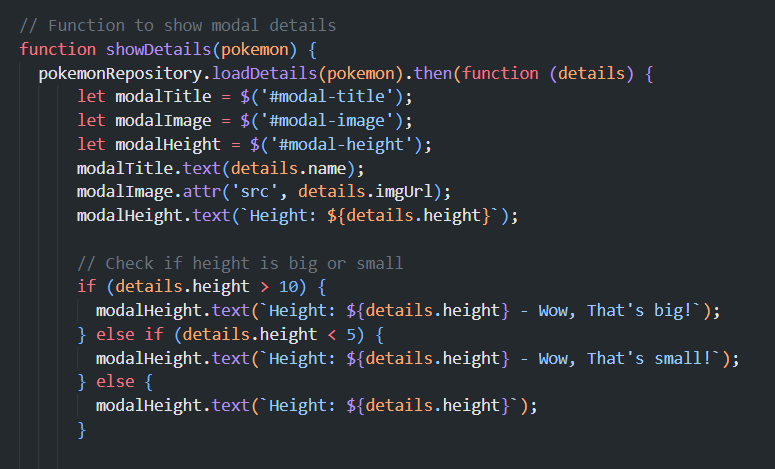 // Function to show modal details
function showDetails(pokemon) {
  pokemonRepository.loadDetails(pokemon).then(function (details) {
      let modalTitle = $('#modal-title');
      let modalImage = $('#modal-image');
      let modalHeight = $('#modal-height');
      modalTitle.text(details.name);
      modalImage.attr('src', details.imgUrl);
      modalHeight.text(`Height: ${details.height}`);

      // Check if height is big or small
      if (details.height > 10) {
        modalHeight.text(`Height: ${details.height} - Wow, That's big!`);
      } else if (details.height < 5) {
        modalHeight.text(`Height: ${details.height} - Wow, That's small!`);
      } else {
        modalHeight.text(`Height: ${details.height}`);
      }